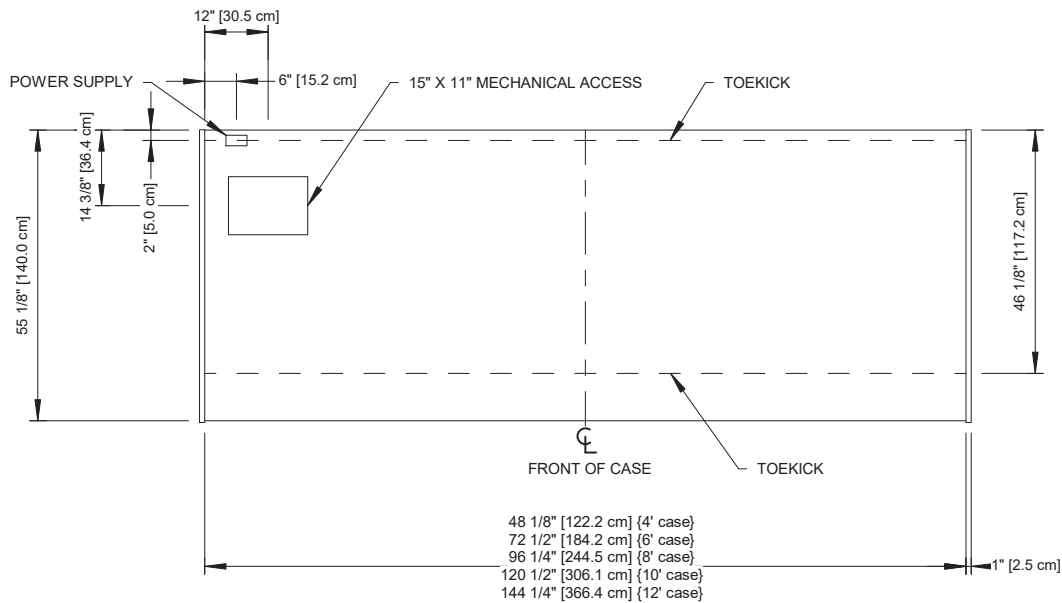 12" [30.5 cm]
POWER SUPPLY
6" [15.2 cm]
15" X 11" MECHANICAL ACCESS
TOEKICK
55 1/8" [140.0 cm]
14 3/8" [36.4 cm]
2" [5.0 cm]
46 1/8" [117.2 cm]
CL
FRONT OF CASE
TOEKICK
48 1/8" [122.2 cm] {4' case}
72 1/2" [184.2 cm] {6' case}
96 1/4" [244.5 cm] {8' case}
120 1/2" [306.1 cm] {10' case}
144 1/4" [366.4 cm] {12' case}
1" [2.5 cm]